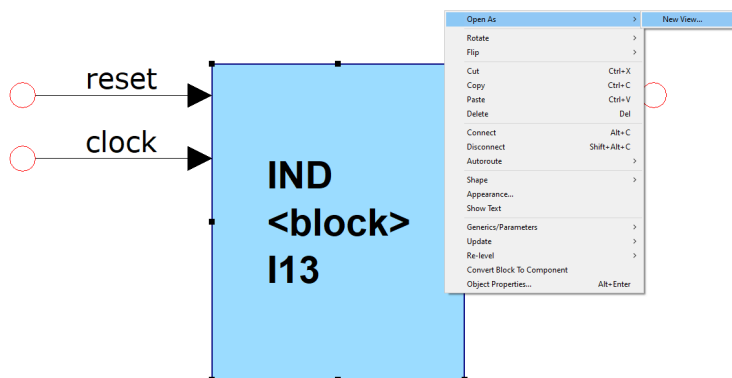 reset
clock
IND
<block>
I13
Open As > New View...
Rotate >
Flip >
Cut Ctrl+X
Copy Ctrl+C
Paste Ctrl+V
Delete Del
Connect Alt+C
Disconnect Shift+Alt+C
Autoroute >
Shape >
Appearance...
Show Text
Generics/Parameters >
Update >
Re-level >
Convert Block To Component
Object Properties... Alt+Enter